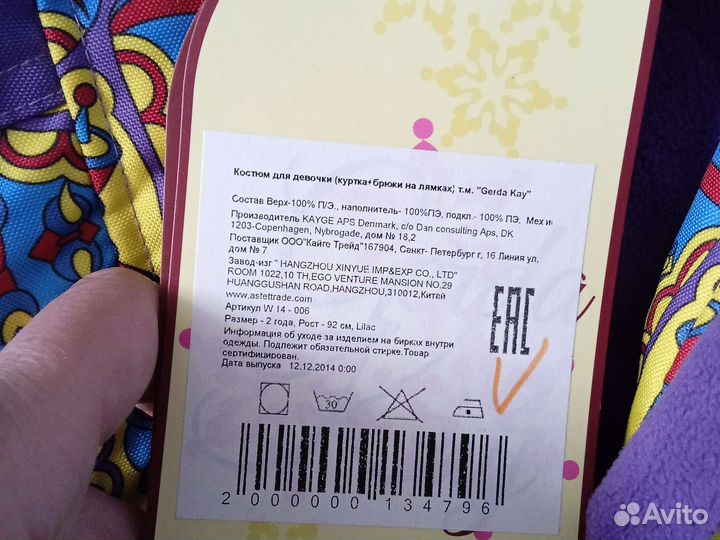 Костюм для девочки (куртка+брюки на лямках) т.м. "Gerda Kay"
Состав Верх-100% П/Э., наполнитель- 100%ПЭ, подкл.- 100% ПЭ, Мех
Производитель KAYGE APS Denmark, c/o Dan consulting Aps, DK
1203-Copenhagen, Nybrogade, дом № 18,2
Поставщик ООО"Кайге Трейд"167904, Санкт- Петербург г, 16 Линия ул,
дом № 7
Завод-изг " HANGZHOU XINYUE IMP&EXP CO., LTD"
ROOM 1022,10 TH,EGO VENTURE MANSION NO.29
HUANGGUSHAN ROAD,HANGZHOU,310012,Китай
www.astettrade.com
Артикул W 14 - 006
Размер - 2 года, Рост - 92 см, Lilac
Информация об уходе за изделием на бирках внутри
одежды. Подлежит обязательной стирке.Товар
сертифицирован.
Дата выпуска 12.12.2014 0:00
EAC
30
2 000000 134796
Avito